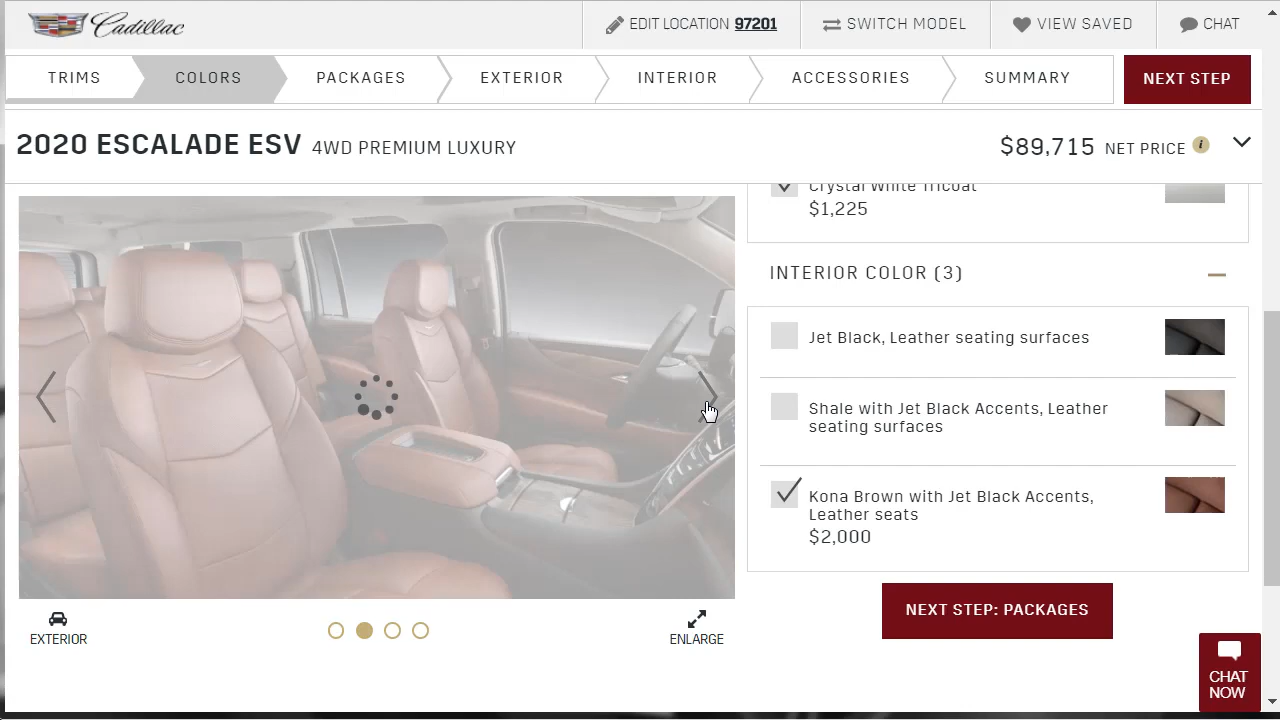 Cadillac
EDIT LOCATION 97201
SWITCH MODEL
VIEW SAVED
CHAT
TRIMS
COLORS
PACKAGES
EXTERIOR
INTERIOR
ACCESSORIES
SUMMARY
NEXT STEP
2020 ESCALADE ESV 4WD PREMIUM LUXURY
$89,715 NET PRICE i
Crystal White Tricoat
$1,225
INTERIOR COLOR (3)
Jet Black, Leather seating surfaces
Shale with Jet Black Accents, Leather
seating surfaces
Kona Brown with Jet Black Accents,
Leather seats
$2,000
NEXT STEP: PACKAGES
EXTERIOR
ENLARGE
CHAT
NOW